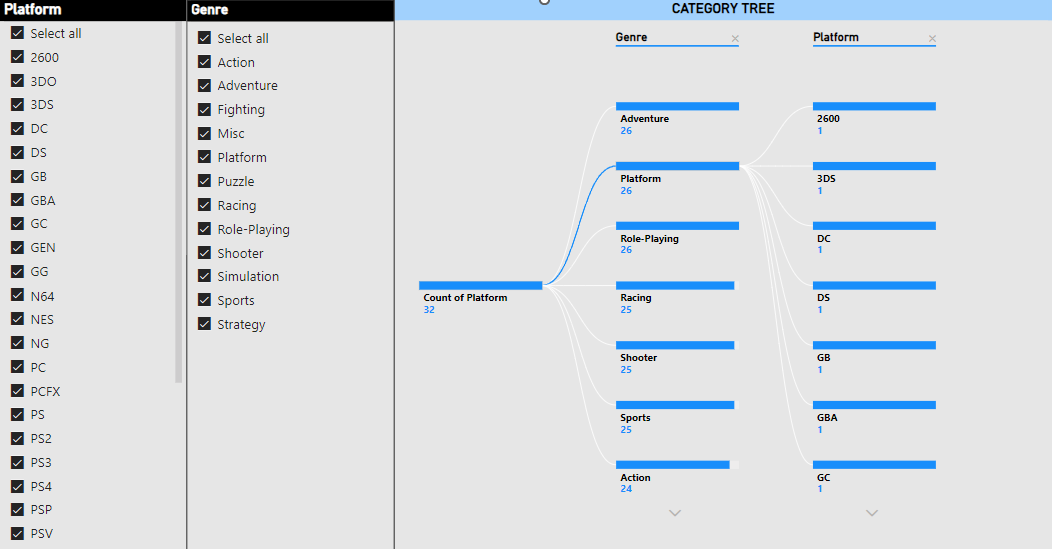 Platform
Select all
2600
3DO
3DS
DC
DS
GB
GBA
GC
GEN
GG
N64
NES
NG
PC
PCFX
PS
PS2
PS3
PS4
PSP
PSV
Genre
Select all
Action
Adventure
Fighting
Misc
Platform
Puzzle
Racing
Role-Playing
Shooter
Simulation
Sports
Strategy
CATEGORY TREE
Count of Platform
32
Genre
Adventure
26
Platform
26
Role-Playing
26
Racing
25
Shooter
25
Sports
25
Action
24
Platform
2600
1
3DS
1
DC
1
DS
1
GB
1
GBA
1
GC
1